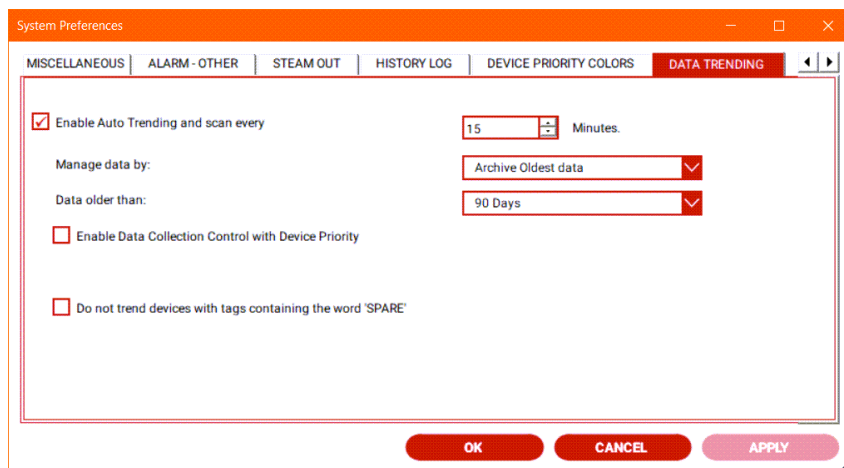 System Preferences
MISCELLANEOUS ALARM - OTHER STEAM OUT HISTORY LOG DEVICE PRIORITY COLORS DATA TRENDING
Enable Auto Trending and scan every 15 Minutes.
Manage data by: Archive Oldest data
Data older than: 90 Days
Enable Data Collection Control with Device Priority
Do not trend devices with tags containing the word 'SPARE'
OK CANCEL APPLY